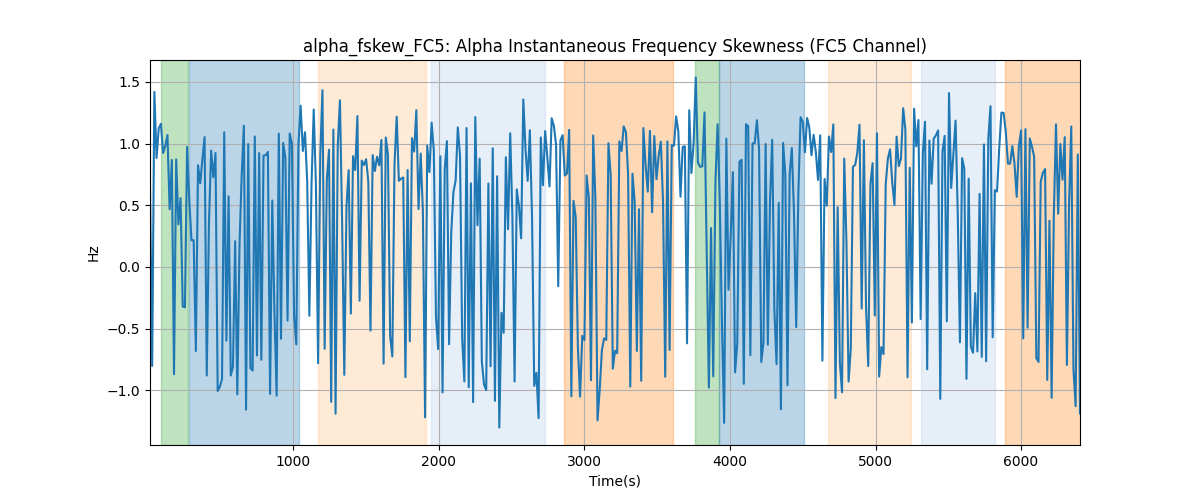 alpha_fskew_FC5: Alpha Instantaneous Frequency Skewness (FC5 Channel)
1.5
1.0
0.5
0.0
−0.5
−1.0
Hz
1000 2000 3000 4000 5000 6000
Time(s)